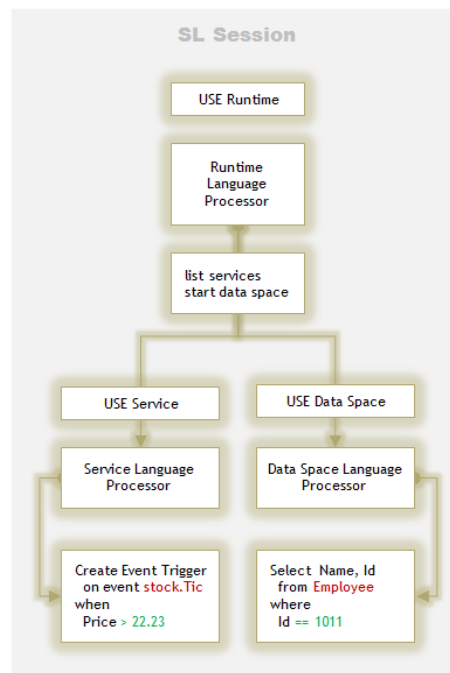 SL Session
USE Runtime
Runtime
Language
Processor
list services
start data space
USE Service
Service Language
Processor
Create Event Trigger
on event stock.Tic
when
Price > 22.23
USE Data Space
Data Space Language
Processor
Select Name, Id
from Employee
where
Id == 1011